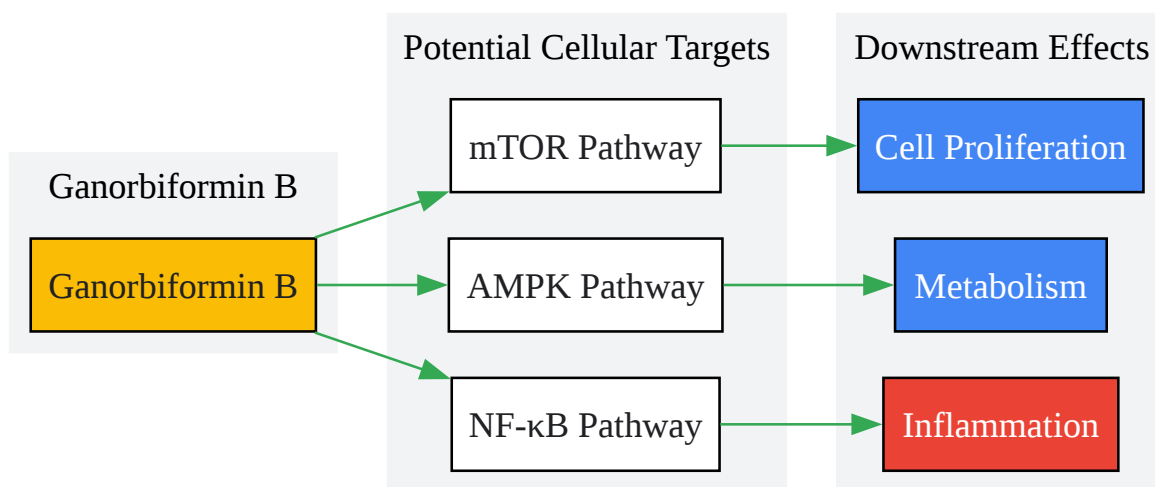 Potential Cellular Targets
Downstream Effects
mTOR Pathway
Cell Proliferation
Ganorbiformin B
Ganorbiformin B
AMPK Pathway
Metabolism
NF-κB Pathway
Inflammation